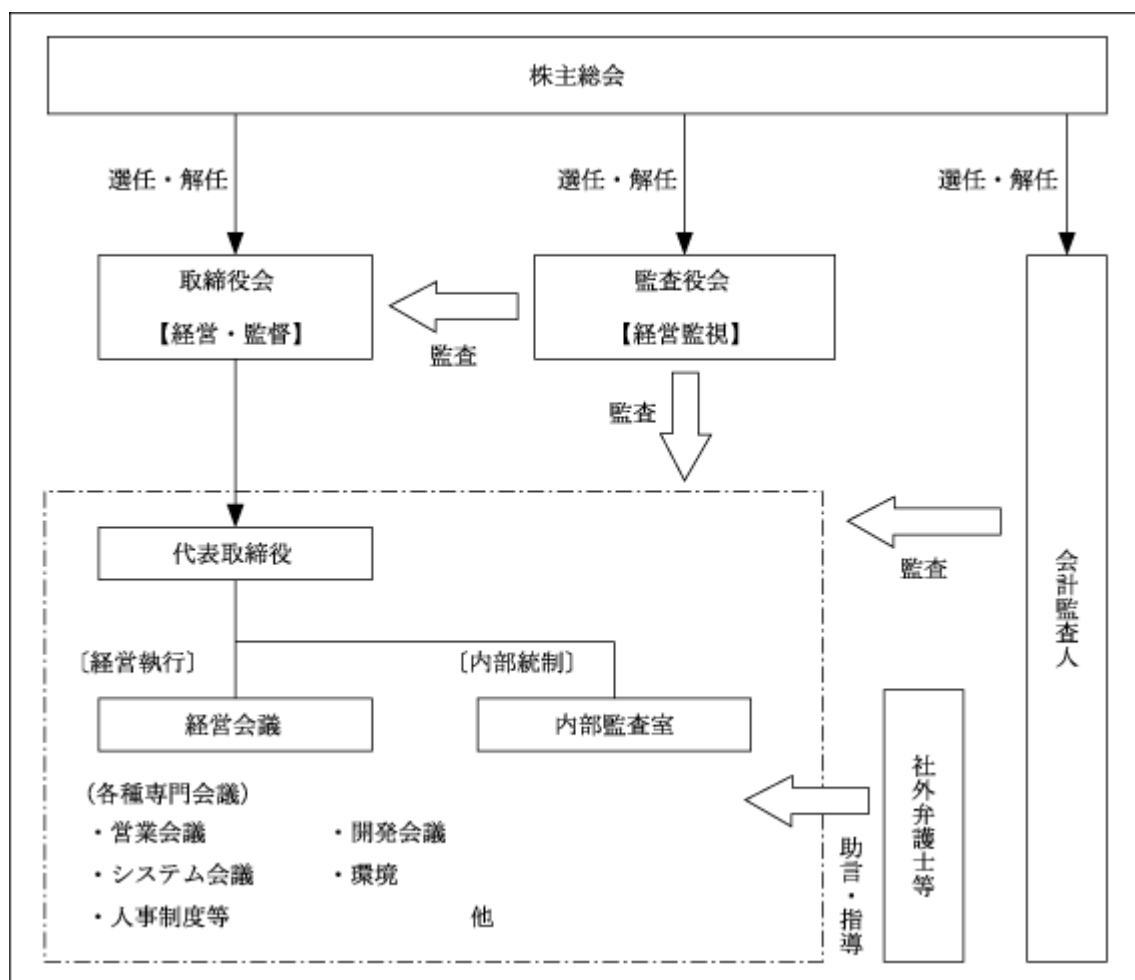 株主総会
選任・解任
選任・解任
選任・解任
取締役会
【経営・監督】
監査
監査役会
【経営監視】
監査
代表取締役
監査
会計監査人
〔経営執行〕
〔内部統制〕
経営会議
内部監査室
(各種専門会議)
・営業会議
・開発会議
・システム会議
・環境
・人事制度等
他
助言・指導
社外弁護士等